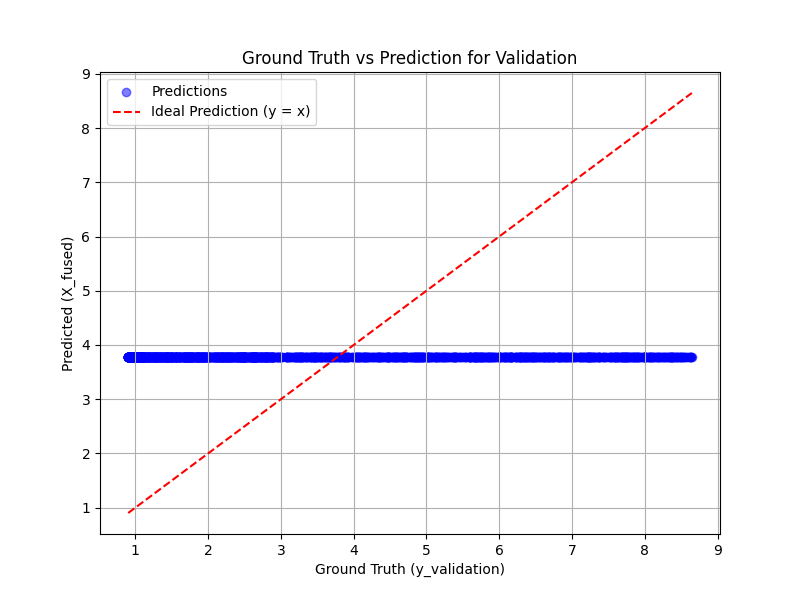 Ground Truth vs Prediction for Validation
Predictions
Ideal Prediction (y = x)
Predicted (X_fused)
9
8
7
6
5
4
3
2
1
1 2 3 4 5 6 7 8 9
Ground Truth (y_validation)